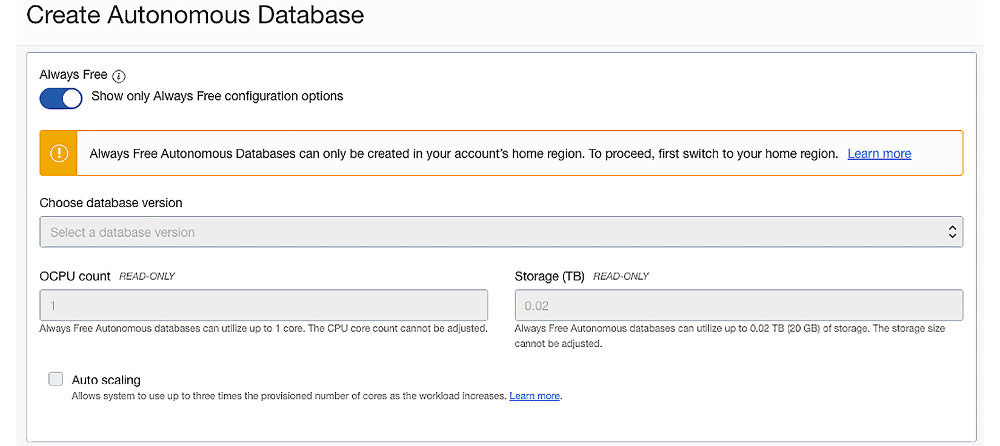 Create Autonomous Database
Always Free
Show only Always Free configuration options
Always Free Autonomous Databases can only be created in your account’s home region. To proceed, first switch to your home region. Learn more
Choose database version
Select a database version
OCPU count READ-ONLY
Storage (TB) READ-ONLY
1
0.02
Always Free Autonomous databases can utilize up to 1 core. The CPU core count cannot be adjusted.
Always Free Autonomous databases can utilize up to 0.02 TB (20 GB) of storage. The storage size
cannot be adjusted.
Auto scaling
Allows system to use up to three times the provisioned number of cores as the workload increases. Learn more.